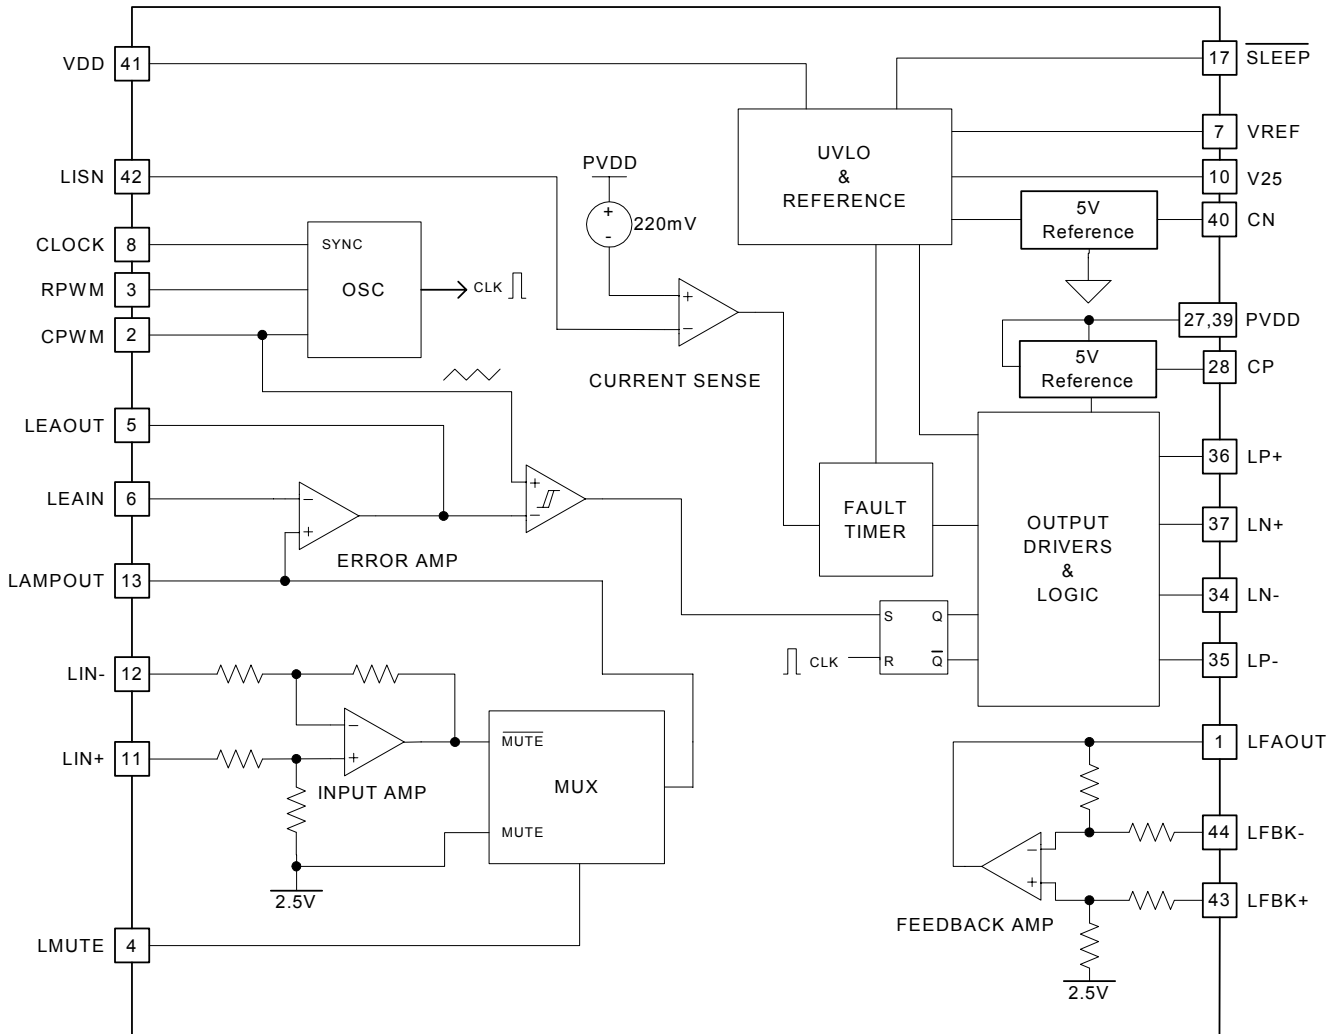 VDD 41
17 SLEEP
7 VREF
UVLO
&
REFERENCE
PVDD
LISN 42
10 V25
+
-
220mV
5V
Reference
40 CN
CLOCK 8
SYNC
RPWM 3
OSC
CLK
CPWM 2
+
−
27,39 PVDD
5V
Reference
28 CP
CURRENT SENSE
LEAOUT 5
36 LP+
LEAIN 6
−
+
+
−
ERROR AMP
FAULT
TIMER
OUTPUT
DRIVERS
&
LOGIC
37 LN+
LAMPOUT 13
34 LN-
S Q
CLK R Q
35 LP-
LIN- 12
−
+
MUTE
LIN+ 11
INPUT AMP
MUX
MUTE
2.5V
1 LFAOUT
44 LFBK-
−
+
43 LFBK+
FEEDBACK AMP
2.5V
LMUTE 4